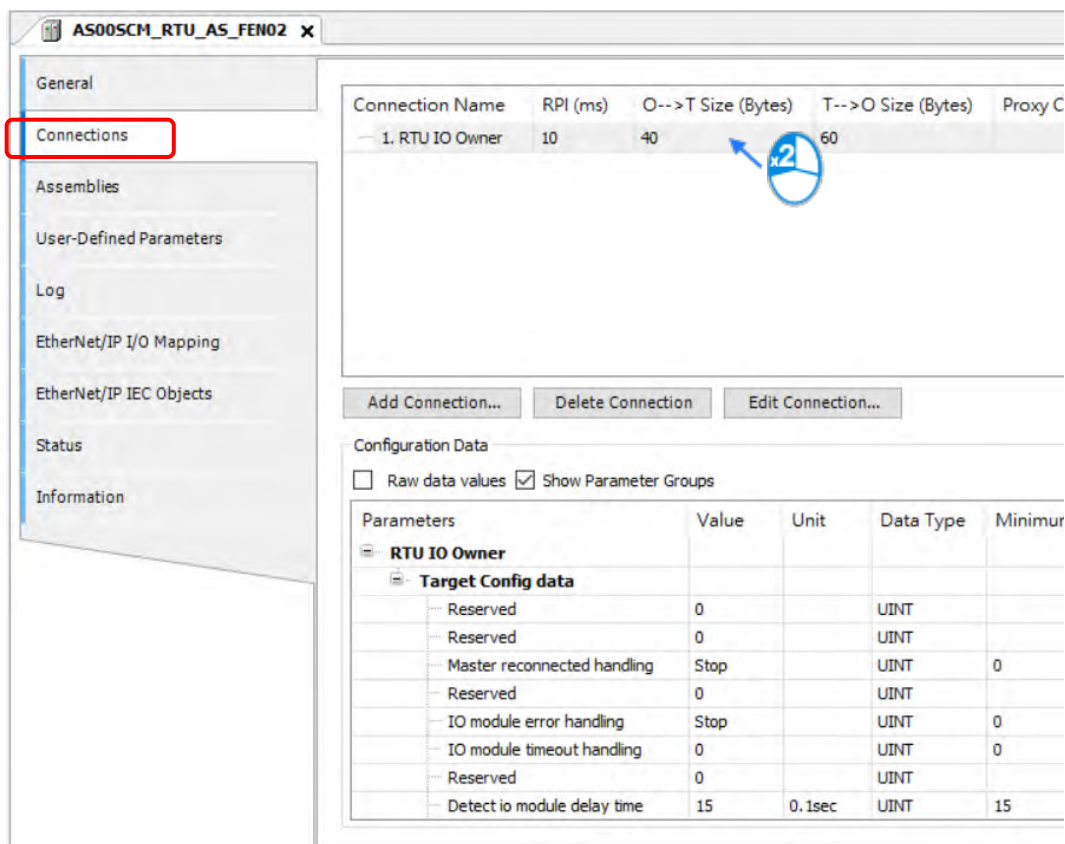 AS00SCM_RTU_AS_FEN02 x
General
Connections
Assemblies
User-Defined Parameters
Log
EtherNet/IP I/O Mapping
EtherNet/IP IEC Objects
Status
Information
Connection Name RPI (ms) O-->T Size (Bytes) T-->O Size (Bytes) Proxy C
1. RTU IO Owner 10 40 60
x2
Add Connection... Delete Connection Edit Connection...
Configuration Data
Raw data values Show Parameter Groups
Parameters Value Unit Data Type Minimur
RTU IO Owner
Target Config data
Reserved 0 UINT
Reserved 0 UINT
Master reconnected handling Stop UINT 0
Reserved 0 UINT
IO module error handling Stop UINT 0
IO module timeout handling 0 UINT 0
Reserved 0 UINT
Detect io module delay time 15 0.1sec UINT 15